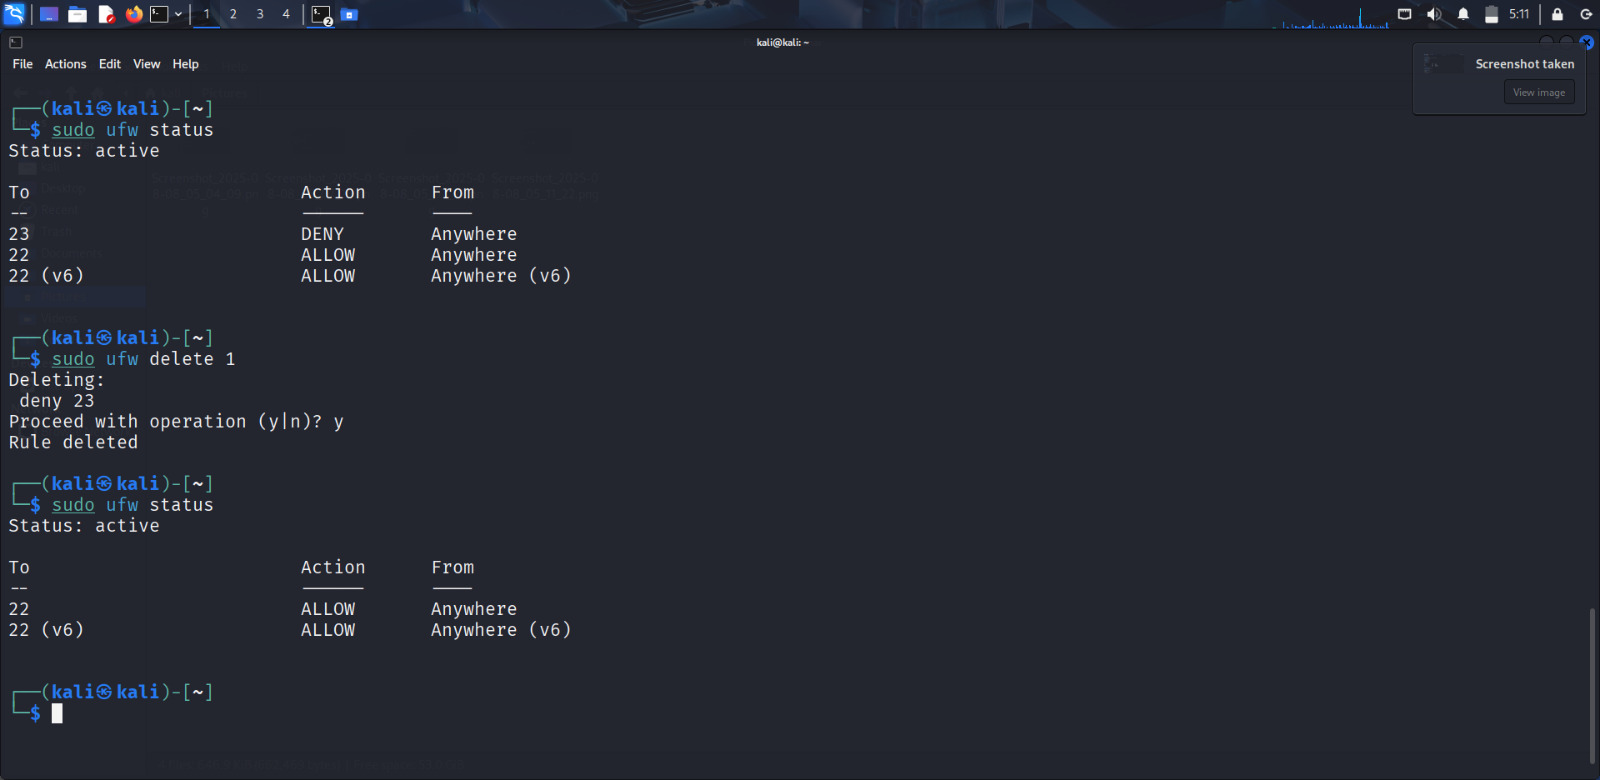 1 2 3 4
2
5:11
kali@kali: ~
File Actions Edit View Help
Screenshot taken
View image
┌──(kali㉿kali)-[~]
└─$ sudo ufw status
Status: active
To Action From
-- ------ ----
23 DENY Anywhere
22 ALLOW Anywhere
22 (v6) ALLOW Anywhere (v6)
┌──(kali㉿kali)-[~]
└─$ sudo ufw delete 1
Deleting:
deny 23
Proceed with operation (y|n)? y
Rule deleted
┌──(kali㉿kali)-[~]
└─$ sudo ufw status
Status: active
To Action From
-- ------ ----
22 ALLOW Anywhere
22 (v6) ALLOW Anywhere (v6)
┌──(kali㉿kali)-[~]
└─$